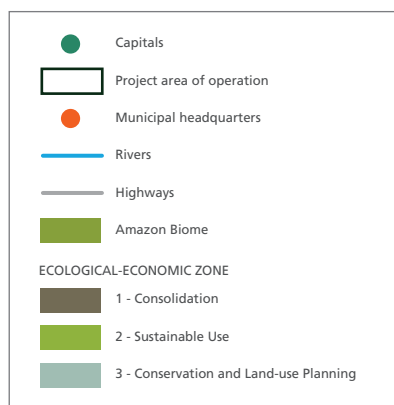 Capitals
Project area of operation
Municipal headquarters
Rivers
Highways
Amazon Biome
ECOLOGICAL-ECONOMIC ZONE
1 - Consolidation
2 - Sustainable Use
3 - Conservation and Land-use Planning